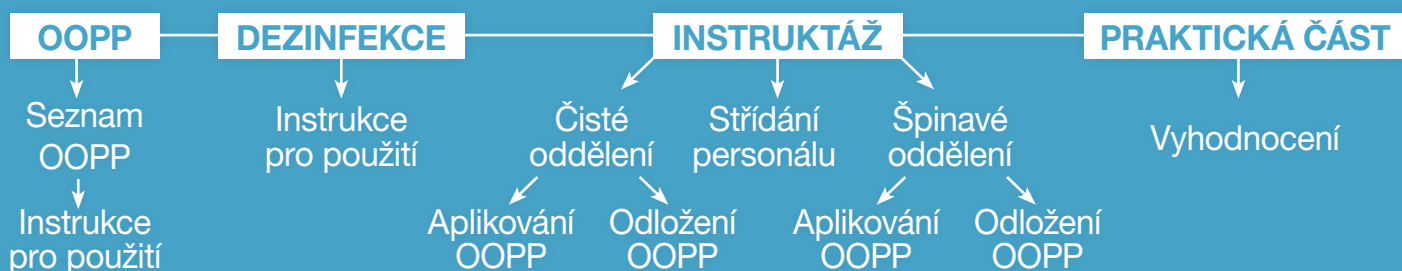 OOPP
DEZINFEKCE
INSTRUKTÁŽ
PRAKTICKÁ ČÁST
Seznam
OOPP
Instrukce
pro použití
Instrukce
pro použití
Čisté
oddělení
Aplikování
OOPP
Odložení
OOPP
Střídání
personálu
Špinavé
oddělení
Aplikování
OOPP
Odložení
OOPP
Vyhodnocení